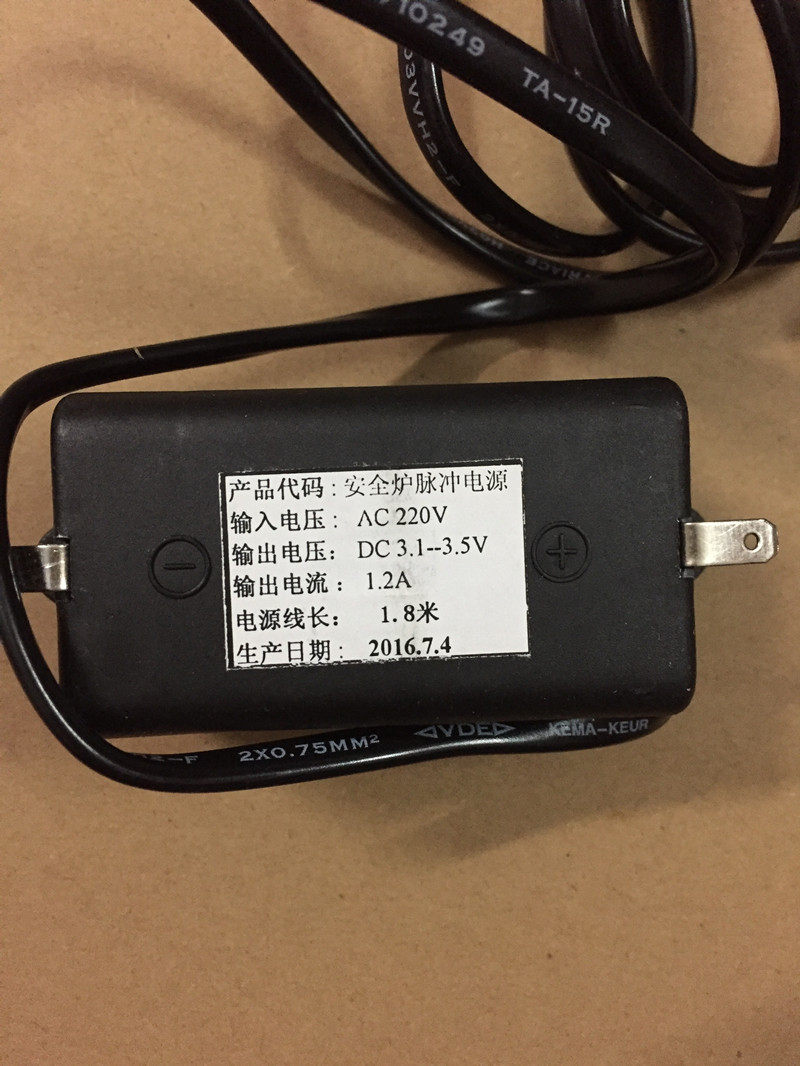 710249 TA-15R
03VVH2-F
产品代码：安全炉脉冲电源
输入电压： AC 220V
输出电压： DC 3.1--3.5V
输出电流： 1.2A
电源线长： 1.8米
生产日期： 2016.7.4
2X0.75MM² VDE KEMA-KEUR